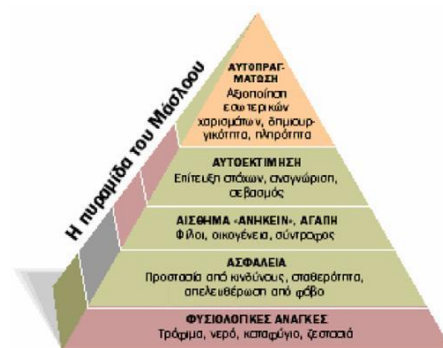 Η πυραμίδα του Μάσλοου
ΑΥΤΟΠΡΑΓ-
ΜΑΤΩΣΗ
Αξιοποίηση
εσωτερικών
χαρισμάτων, δημιουρ-
γικότητα, πληρότητα
ΑΥΤΟΕΚΤΙΜΗΣΗ
Επίτευξη στόχων, αναγνώριση,
σεβασμός
ΑΙΣΘΗΜΑ «ΑΝΗΚΕΙΝ», ΑΓΑΠΗ
Φίλοι, οικογένεια, σύντροφος
ΑΣΦΑΛΕΙΑ
Προστασία από κινδύνους, σταθερότητα,
απελευθέρωση από φόβο
ΦΥΣΙΟΛΟΓΙΚΕΣ ΑΝΑΓΚΕΣ
Τρόφιμα, νερό, καταφύγιο, ζεστασιά